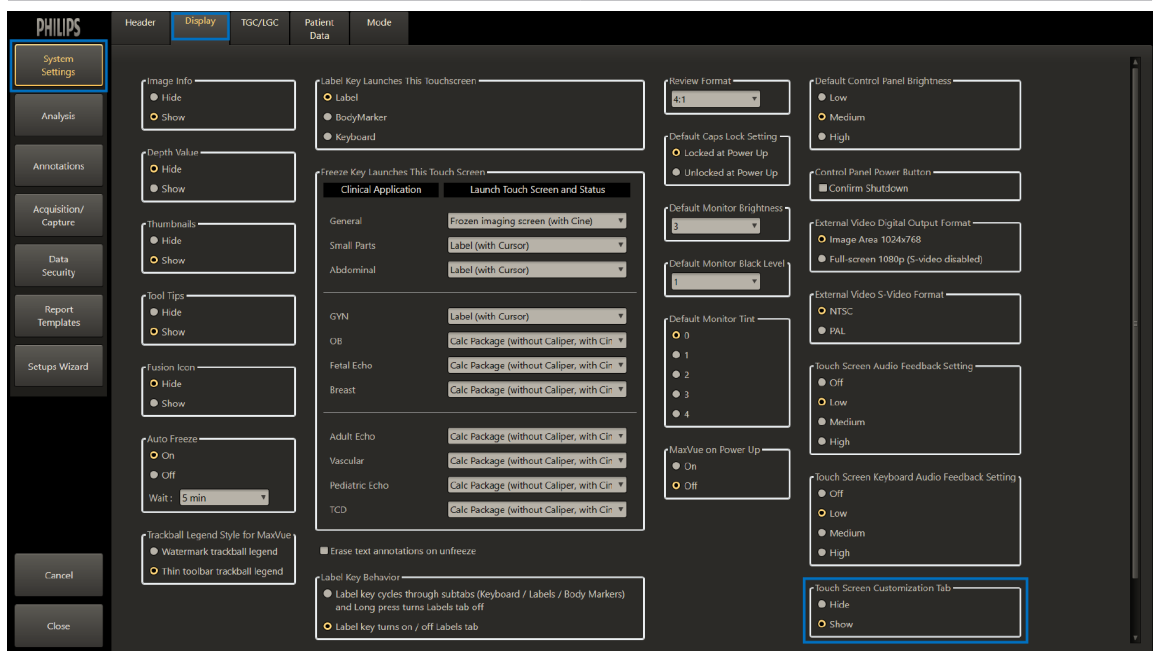 PHILIPS
Header
Display
TGC/LGC
Patient
Data
Mode
System
Settings
Analysis
Annotations
Acquisition/
Capture
Data
Security
Report
Templates
Setups Wizard
Cancel
Close
Image Info
Hide
Show
Depth Value
Hide
Show
Thumbnails
Hide
Show
Tool Tips
Hide
Show
Fusion Icon
Hide
Show
Auto Freeze
On
Off
Wait : 5 min
Trackball Legend Style for MaxVue
Watermark trackball legend
Thin toolbar trackball legend
Label Key Launches This Touchscreen
Label
BodyMarker
Keyboard
Freeze Key Launches This Touch Screen
Clinical Application Launch Touch Screen and Status
General Frozen imaging screen (with Cine)
Small Parts Label (with Cursor)
Abdominal Label (with Cursor)
GYN Label (with Cursor)
OB Calc Package (without Caliper, with Cin
Fetal Echo Calc Package (without Caliper, with Cin
Breast Calc Package (without Caliper, with Cin
Adult Echo Calc Package (without Caliper, with Cin
Vascular Calc Package (without Caliper, with Cin
Pediatric Echo Calc Package (without Caliper, with Cin
TCD Calc Package (without Caliper, with Cin
Erase text annotations on unfreeze
Label Key Behavior
Label key cycles through subtabs (Keyboard / Labels / Body Markers)
and Long press turns Labels tab off
Label key turns on / off Labels tab
Review Format
4:1
Default Caps Lock Setting
Locked at Power Up
Unlocked at Power Up
Default Monitor Brightness
3
Default Monitor Black Level
1
Default Monitor Tint
0
1
2
3
4
MaxVue on Power Up
On
Off
Default Control Panel Brightness
Low
Medium
High
Control Panel Power Button
Confirm Shutdown
External Video Digital Output Format
Image Area 1024x768
Full-screen 1080p (S-video disabled)
External Video S-Video Format
NTSC
PAL
Touch Screen Audio Feedback Setting
Off
Low
Medium
High
Touch Screen Keyboard Audio Feedback Setting
Off
Low
Medium
High
Touch Screen Customization Tab
Hide
Show